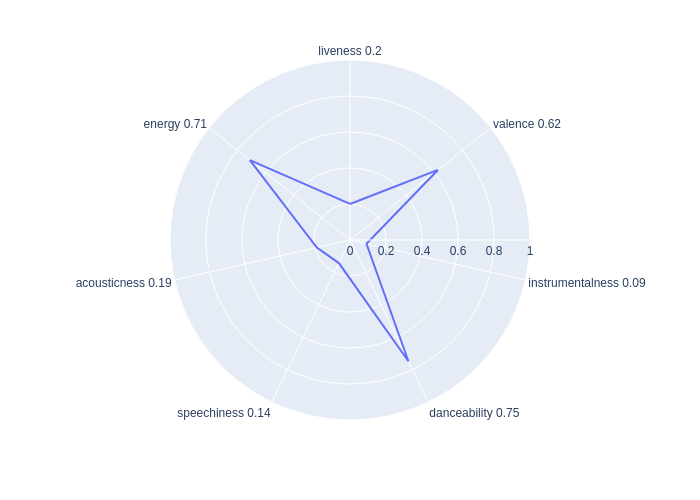 liveness 0.2
energy 0.71
valence 0.62
0 0.2 0.4 0.6 0.8 1
acousticness 0.19
instrumentalness 0.09
speechiness 0.14
danceability 0.75